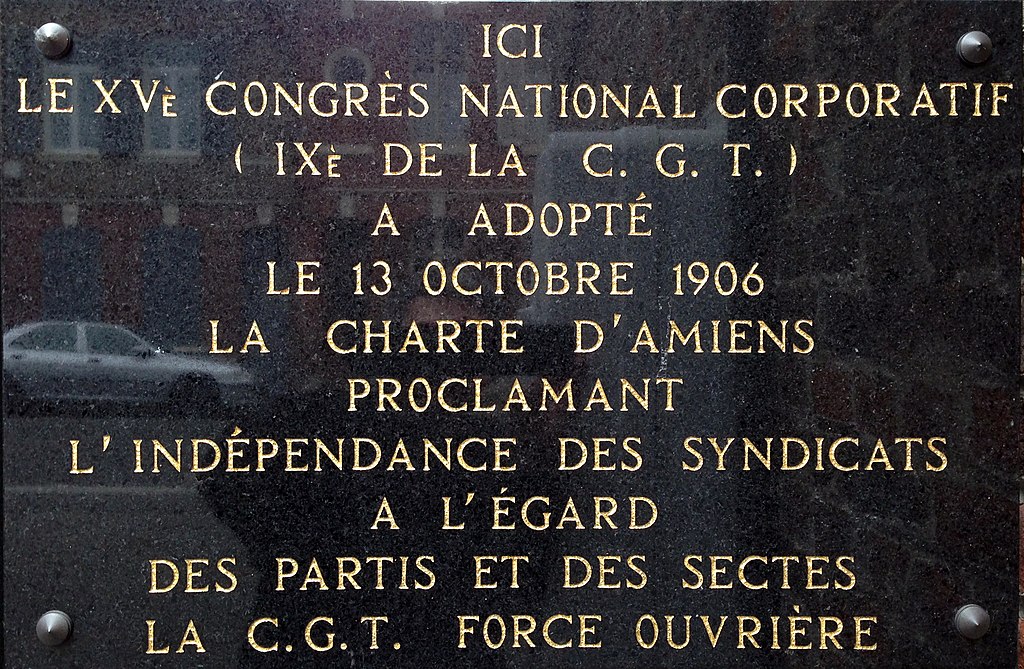 ICI
LE XVÈ CONGRÈS NATIONAL CORPORATIF
( IXÈ DE LA C. G. T. )
A ADOPTÉ
LE 13 OCTOBRE 1906
LA CHARTE D'AMIENS
PROCLAMANT
L'INDÉPENDANCE DES SYNDICATS
A L'ÉGARD
DES PARTIS ET DES SECTES
LA C.G.T. FORCE OUVRIÈRE